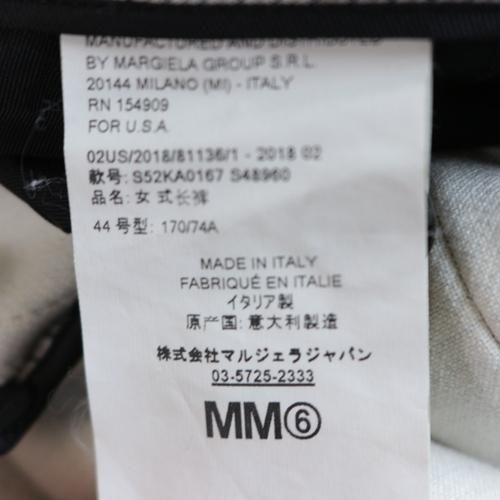 MANUFACTURED AND DISTRIBUTED
BY MARGIELA GROUP S.R.L.
20144 MILANO (MI) - ITALY
RN 154909
FOR U.S.A.
02US/2018/81136/1 - 2018 02
款号: S52KA0167 S48960
品名: 女 式长裤
44 号型: 170/74A
MADE IN ITALY
FABRIQUÉ EN ITALIE
イタリア製
原产国: 意大利製造
株式会社マルジェラジャパン
03-5725-2333
MM⑥